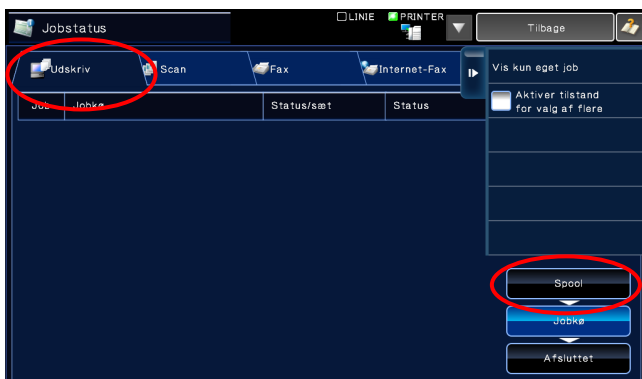 Jobstatus
LINIE
PRINTER
Tilbage
Udskriv
Scan
Fax
Internet-Fax
Vis kun eget job
Aktiver tilstand
for valg af flere
Job
Jobkø
Status/sæt
Status
Spool
Jobkø
Afsluttet